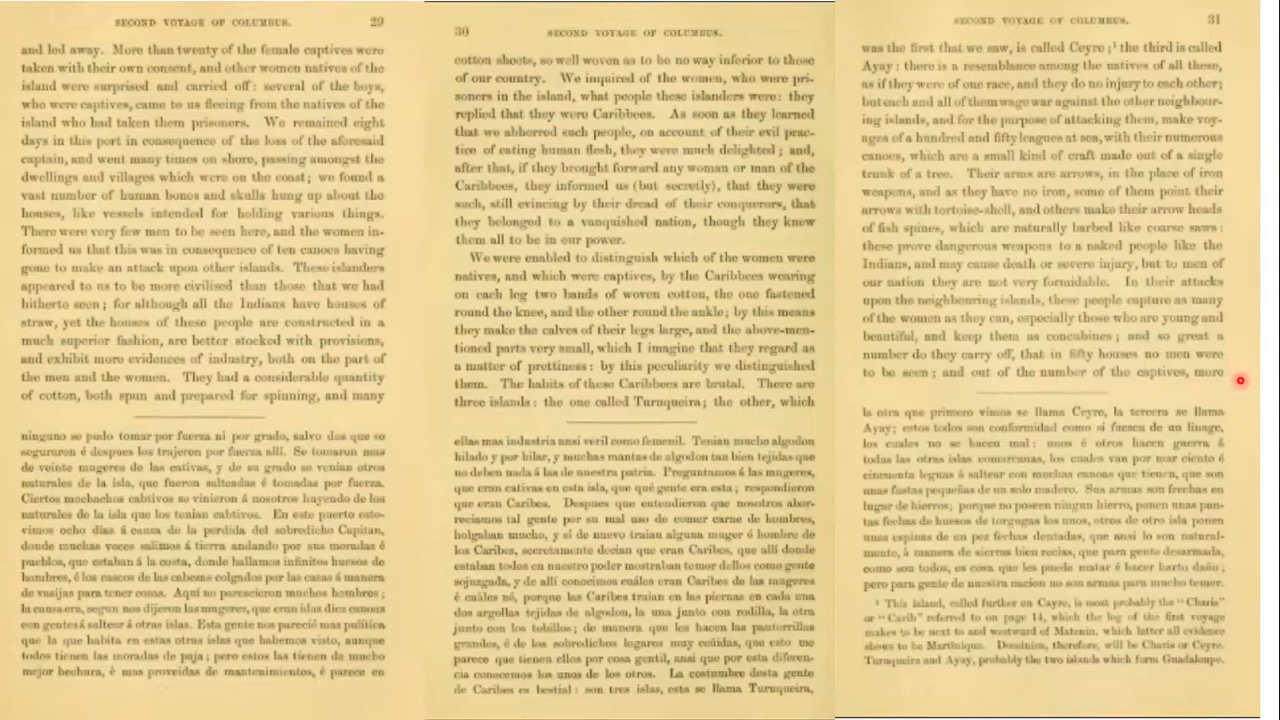 SECOND VOYAGE OF COLUMBUS. 29
and led away. More than twenty of the female captives were
taken with their own consent, and other women natives of the
island were surprised and carried off: several of the boys,
who were captives, came to us fleeing from the natives of the
island who had taken them prisoners. We remained eight
days in this port in consequence of the loss of the aforesaid
captain, and went many times on shore, passing amongst the
dwellings and villages which were on the coast; we found a
vast number of human bones and skulls hung up about the
houses, like vessels intended for holding various things.
There were very few men to be seen here, and the women in-
formed us that this was in consequence of ten canoes having
gone to make an attack upon other islands. These islanders
appeared to us to be more civilised than those that we had
hitherto seen; for although all the Indians have houses of
straw, yet the houses of these people are constructed in a
much superior fashion, are better stocked with provisions,
and exhibit more evidences of industry, both on the part of
the men and the women. They had a considerable quantity
of cotton, both spun and prepared for spinning, and many
ninguno se pudo tomar por fuerza ni por grado, salvo dos que se
seguraron é despues los trajeron por fuerza allí. Se tomaron mas
de veinte mugeres de las cativas, y de su grado se venian otros
naturales de la isla, que fueron salteadas é tomadas por fuerza.
Ciertos mochachos cabtivos se vinieron á nosotros huyendo de los
naturales de la isla que los tenian cabtivos. En este puerto esto-
vimos ocho dias á causa de la perdida del sobredicho Capitan,
donde muchas veces salimos á tierra andando por sus moradas é
pueblos, que estaban á la costa, donde hallamos infinitos huesos de
hombres, é los cascos de las cabezas colgados por las casas á manera
de vasijas para tener cosas. Aquí no parescieron muchos hombres;
la causa era, segun nos dijeron las mugeres, que eran idas diez canoas
con gentes á saltear á otras islas. Esta gente nos pareció mas política
que la que habita en estas otras islas que habemos visto, aunque
todos tienen las moradas de paja; pero estos las tienen de mucho
mejor hechura, é mas proveidas de mantenimientos, é parece en
30 SECOND VOYAGE OF COLUMBUS.
cotton sheets, so well woven as to be no way inferior to those
of our country. We inquired of the women, who were pri-
soners in the island, what people these islanders were: they
replied that they were Caribbees. As soon as they learned
that we abhorred such people, on account of their evil prac-
tice of eating human flesh, they were much delighted; and,
after that, if they brought forward any woman or man of the
Caribbees, they informed us (but secretly), that they were
such, still evincing by their dread of their conquerors, that
they belonged to a vanquished nation, though they knew
them all to be in our power.
We were enabled to distinguish which of the women were
natives, and which were captives, by the Caribbees wearing
on each leg two bands of woven cotton, the one fastened
round the knee, and the other round the ankle; by this means
they make the calves of their legs large, and the above-men-
tioned parts very small, which I imagine that they regard as
a matter of prettiness: by this peculiarity we distinguished
them. The habits of these Caribbees are brutal. There are
three islands: the one called Turuqueira; the other, which
ellas mas industria ansi veril como femenil. Tenian mucho algodon
hilado y por hilar, y muchas mantas de algodon tan bien tejidas que
no deben nada á las de nuestra patria. Preguntamos á las mugeres,
que eran cativas en esta isla, que qué gente era esta; respondieron
que eran Caribes. Despues que entendieron que nosotros abor-
reciamos tal gente por su mal uso de comer carne de hombres,
holgaban mucho, y sí de nuevo traian alguna muger ó hombre de
los Caribes, secretamente decian que eran Caribes, que allí donde
estaban todos en nuestro poder mostraban temor dellos como gente
sojuzgada, y de allí conocimos cuáles eran Caribes de las mugeres
é cuáles nó, porque las Caribes traian en las piernas en cada una
dos argollas tejidas de algodon, la una junto con rodilla, la otra
junto con los tobillos; de manera que les hacen las pantorrillas
grandes, é de los sobredichos logares muy ceñidas, que esto me
parece que tienen ellos por cosa gentil, ansi que por esta diferen-
cia conocemos los unos de los otros. La costumbre desta gente
de Caribes es bestial: son tres islas, esta se llama Turuqueira,
SECOND VOYAGE OF COLUMBUS. 31
was the first that we saw, is called Ceyre;¹ the third is called
Ayay: there is a resemblance among the natives of all these,
as if they were of one race, and they do no injury to each other;
but each and all of them wage war against the other neighbour-
ing islands, and for the purpose of attacking them, make voy-
ages of a hundred and fifty leagues at sea, with their numerous
canoes, which are a small kind of craft made out of a single
trunk of a tree. Their arms are arrows, in the place of iron
weapons, and as they have no iron, some of them point their
arrows with tortoise-shell, and others make their arrow heads
of fish spines, which are naturally barbed like coarse saws:
these prove dangerous weapons to a naked people like the
Indians, and may cause death or severe injury, but to men of
our nation they are not very formidable. In their attacks
upon the neighbouring islands, these people capture as many
of the women as they can, especially those who are young and
beautiful, and keep them as concubines; and so great a
number do they carry off, that in fifty houses no men were
to be seen; and out of the number of the captives, more
la otra que primero vimos se llama Ceyre, la tercera se llama
Ayay; estos todos son conformidad como si fuesen de un linage,
los cuales no se hacen mal: unos é otros hacen guerra á
todas las otras islas comarcanas, los cuales van por mar ciento é
cincuenta leguas á saltear con muchas canoas que tienen, que son
unas fustas pequeñas de un solo madero. Sus armas son frechas en
lugar de hierros; porque no poseen ningun hierro, ponen unas pun-
tas fechas de huesos de torgugas los unos, otros de otro isla ponen
unas espinas de un pez fechas dentadas, que ansi lo son natural-
mente, á manera de sierras bien recias, que para gente desarmada,
como son todos, es cosa que les puede matar é hacer harto daño;
pero para gente de nuestra nacion no son armas para mucho temer.
¹ This island, called further on Cayre, is most probably the "Charis"
or "Carib" referred to on page 14, which the log of the first voyage
makes to be next to and westward of Matenin, which latter all evidence
shows to be Martinique. Dominica, therefore, will be Charis or Ceyre.
Turuqueira and Ayay, probably the two islands which form Guadaloupe.